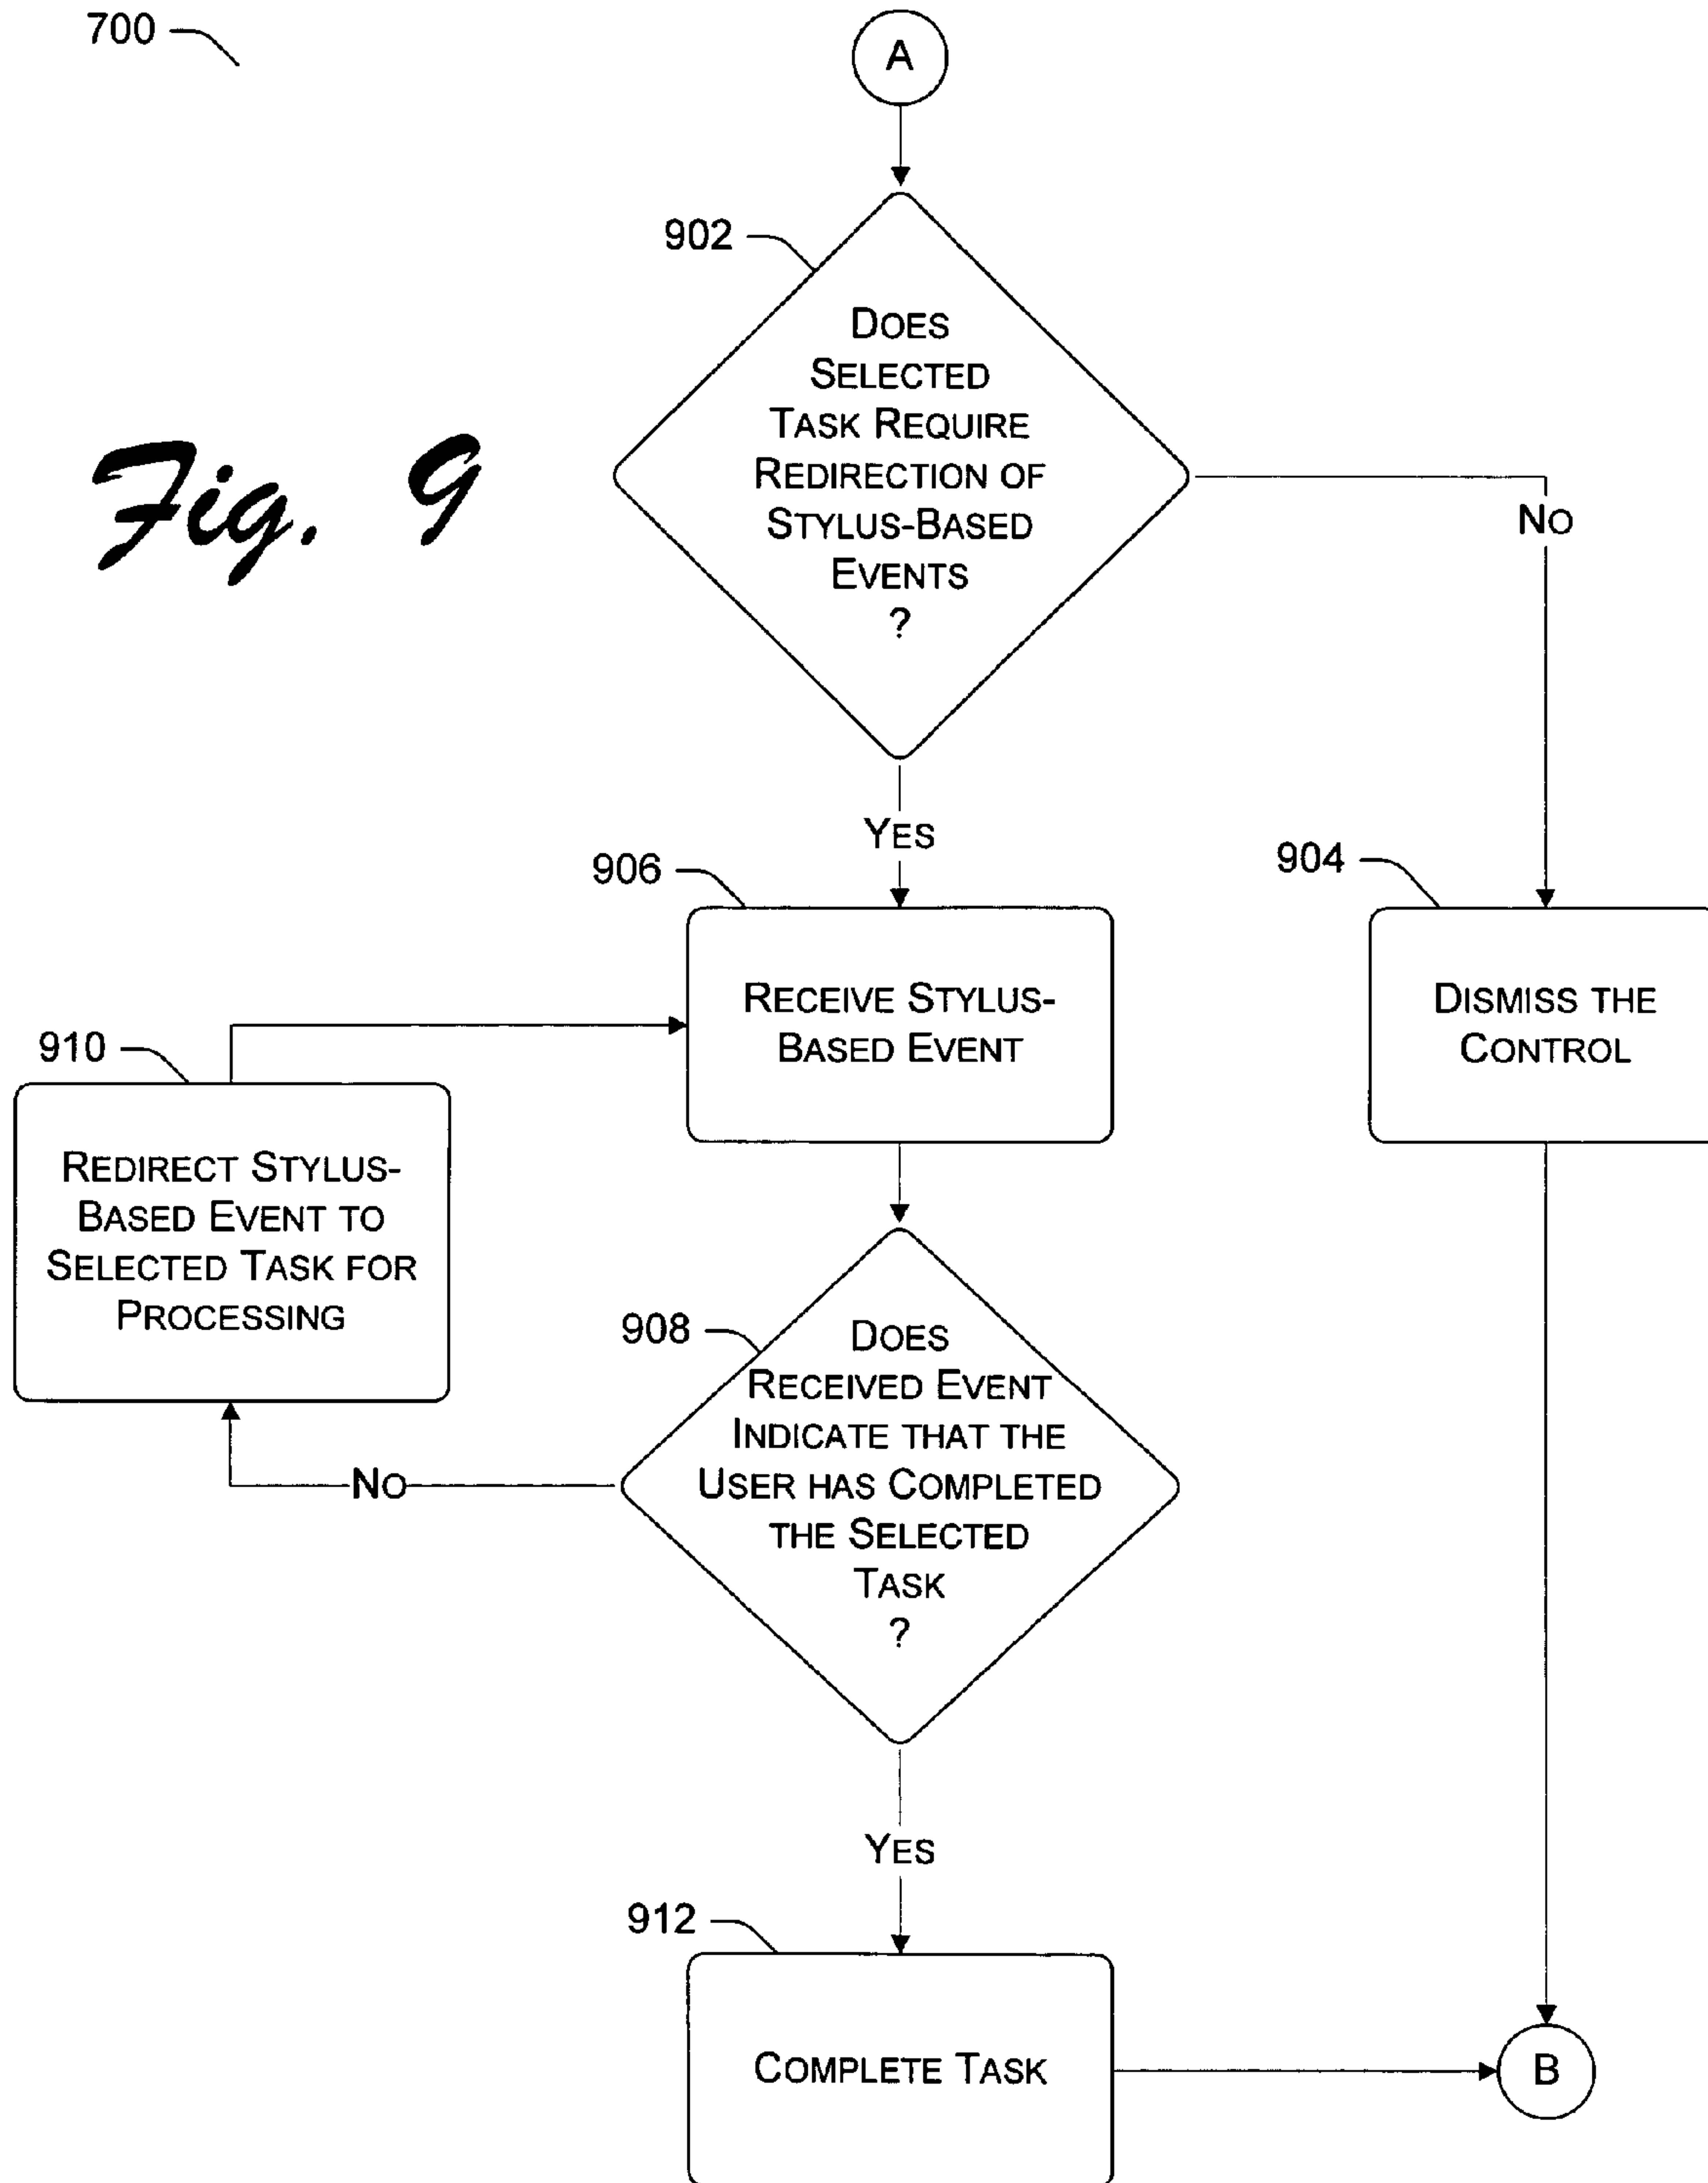 700
A
902
DOES
SELECTED
TASK REQUIRE
REDIRECTION OF
STYLUS-BASED
EVENTS
?
Fig. 9
NO
YES
906
904
RECEIVE STYLUS-
BASED EVENT
DISMISS THE
CONTROL
910
REDIRECT STYLUS-
BASED EVENT TO
SELECTED TASK FOR
PROCESSING
908
DOES
RECEIVED EVENT
INDICATE THAT THE
USER HAS COMPLETED
THE SELECTED
TASK
?
NO
YES
912
COMPLETE TASK
B